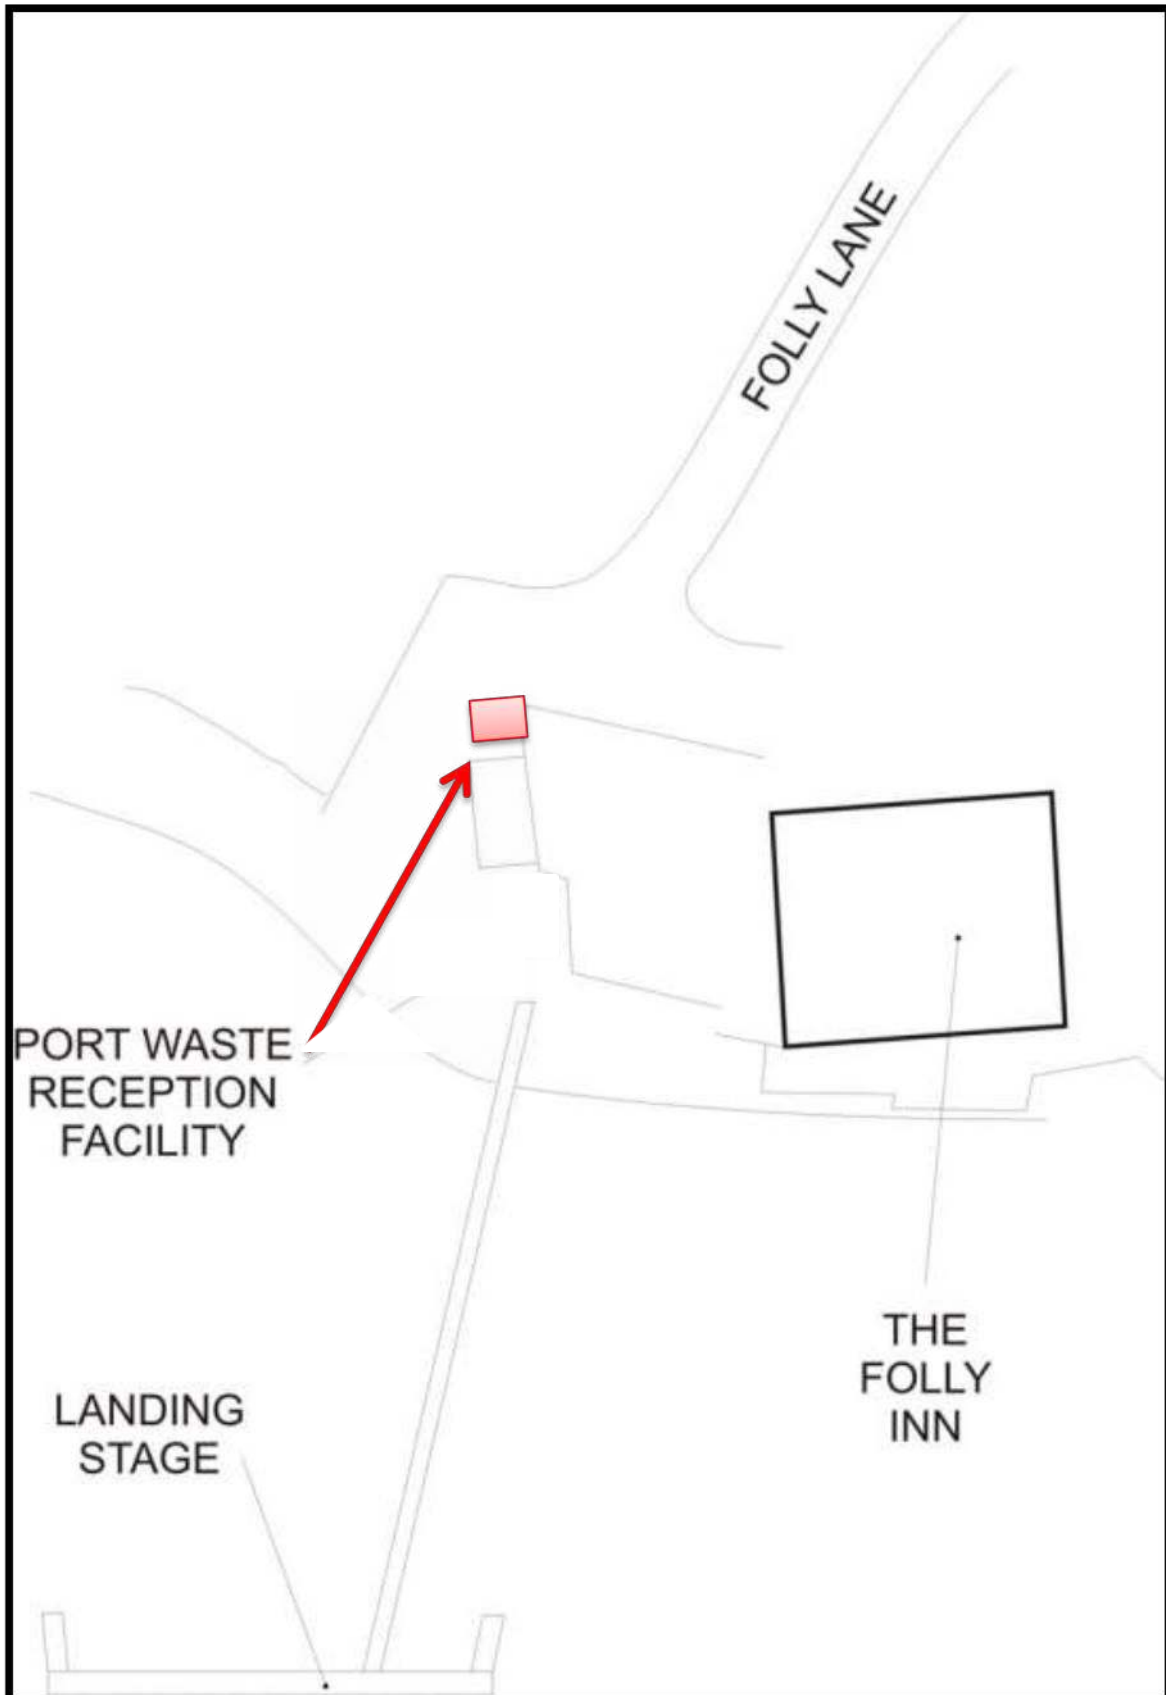 FOLLY LANE
PORT WASTE
RECEPTION
FACILITY
THE
FOLLY
INN
LANDING
STAGE